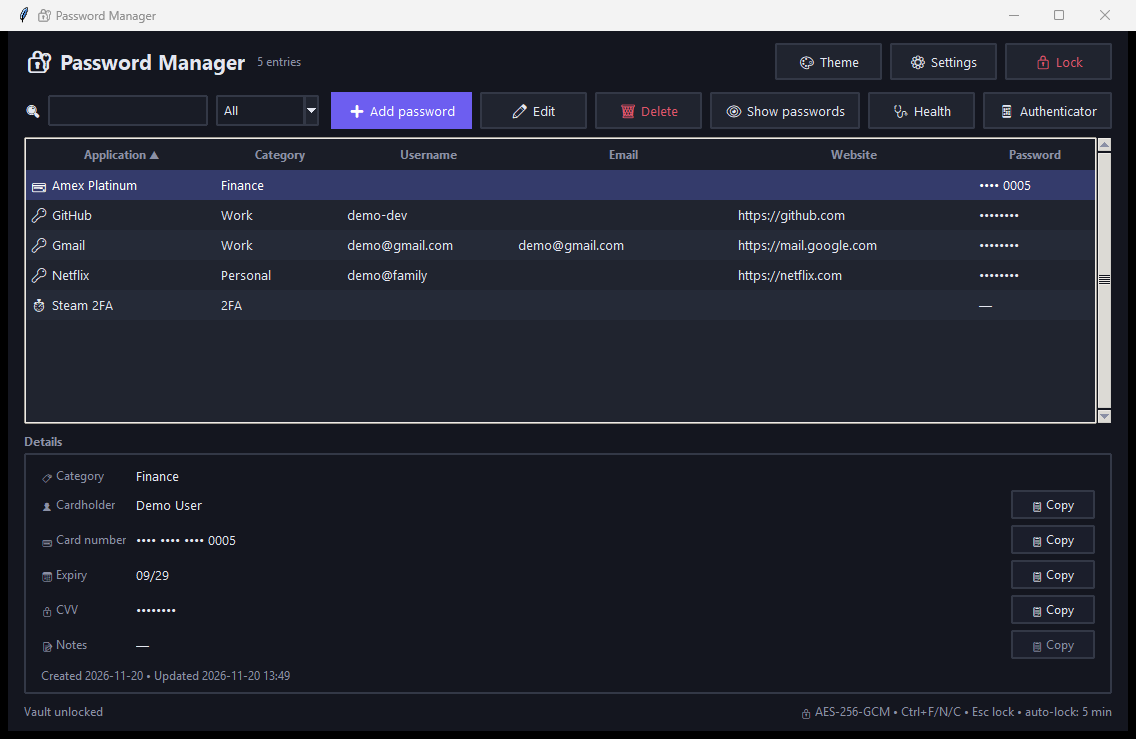 Password Manager
Password Manager 5 entries Theme Settings Lock
All Add password Edit Delete Show passwords Health Authenticator
Application ▲ Category Username Email Website Password
Amex Platinum Finance •••• 0005
GitHub Work demo-dev https://github.com ••••••••
Gmail Work demo@gmail.com demo@gmail.com https://mail.google.com ••••••••
Netflix Personal demo@family https://netflix.com ••••••••
Steam 2FA 2FA —
Details
Category Finance
Cardholder Demo User Copy
Card number •••• •••• •••• 0005 Copy
Expiry 09/29 Copy
CVV •••••••• Copy
Notes — Copy
Created 2026-11-20 • Updated 2026-11-20 13:49
Vault unlocked AES-256-GCM • Ctrl+F/N/C • Esc lock • auto-lock: 5 min